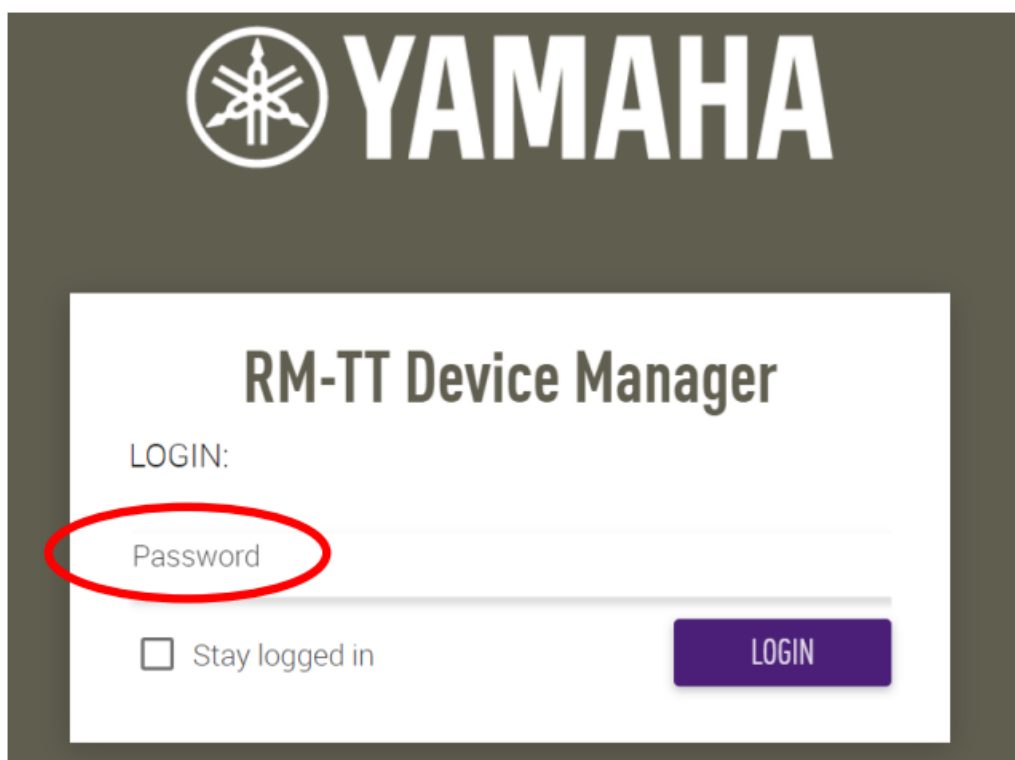 YAMAHA
RM-TT Device Manager
LOGIN:
Password
Stay logged in
LOGIN